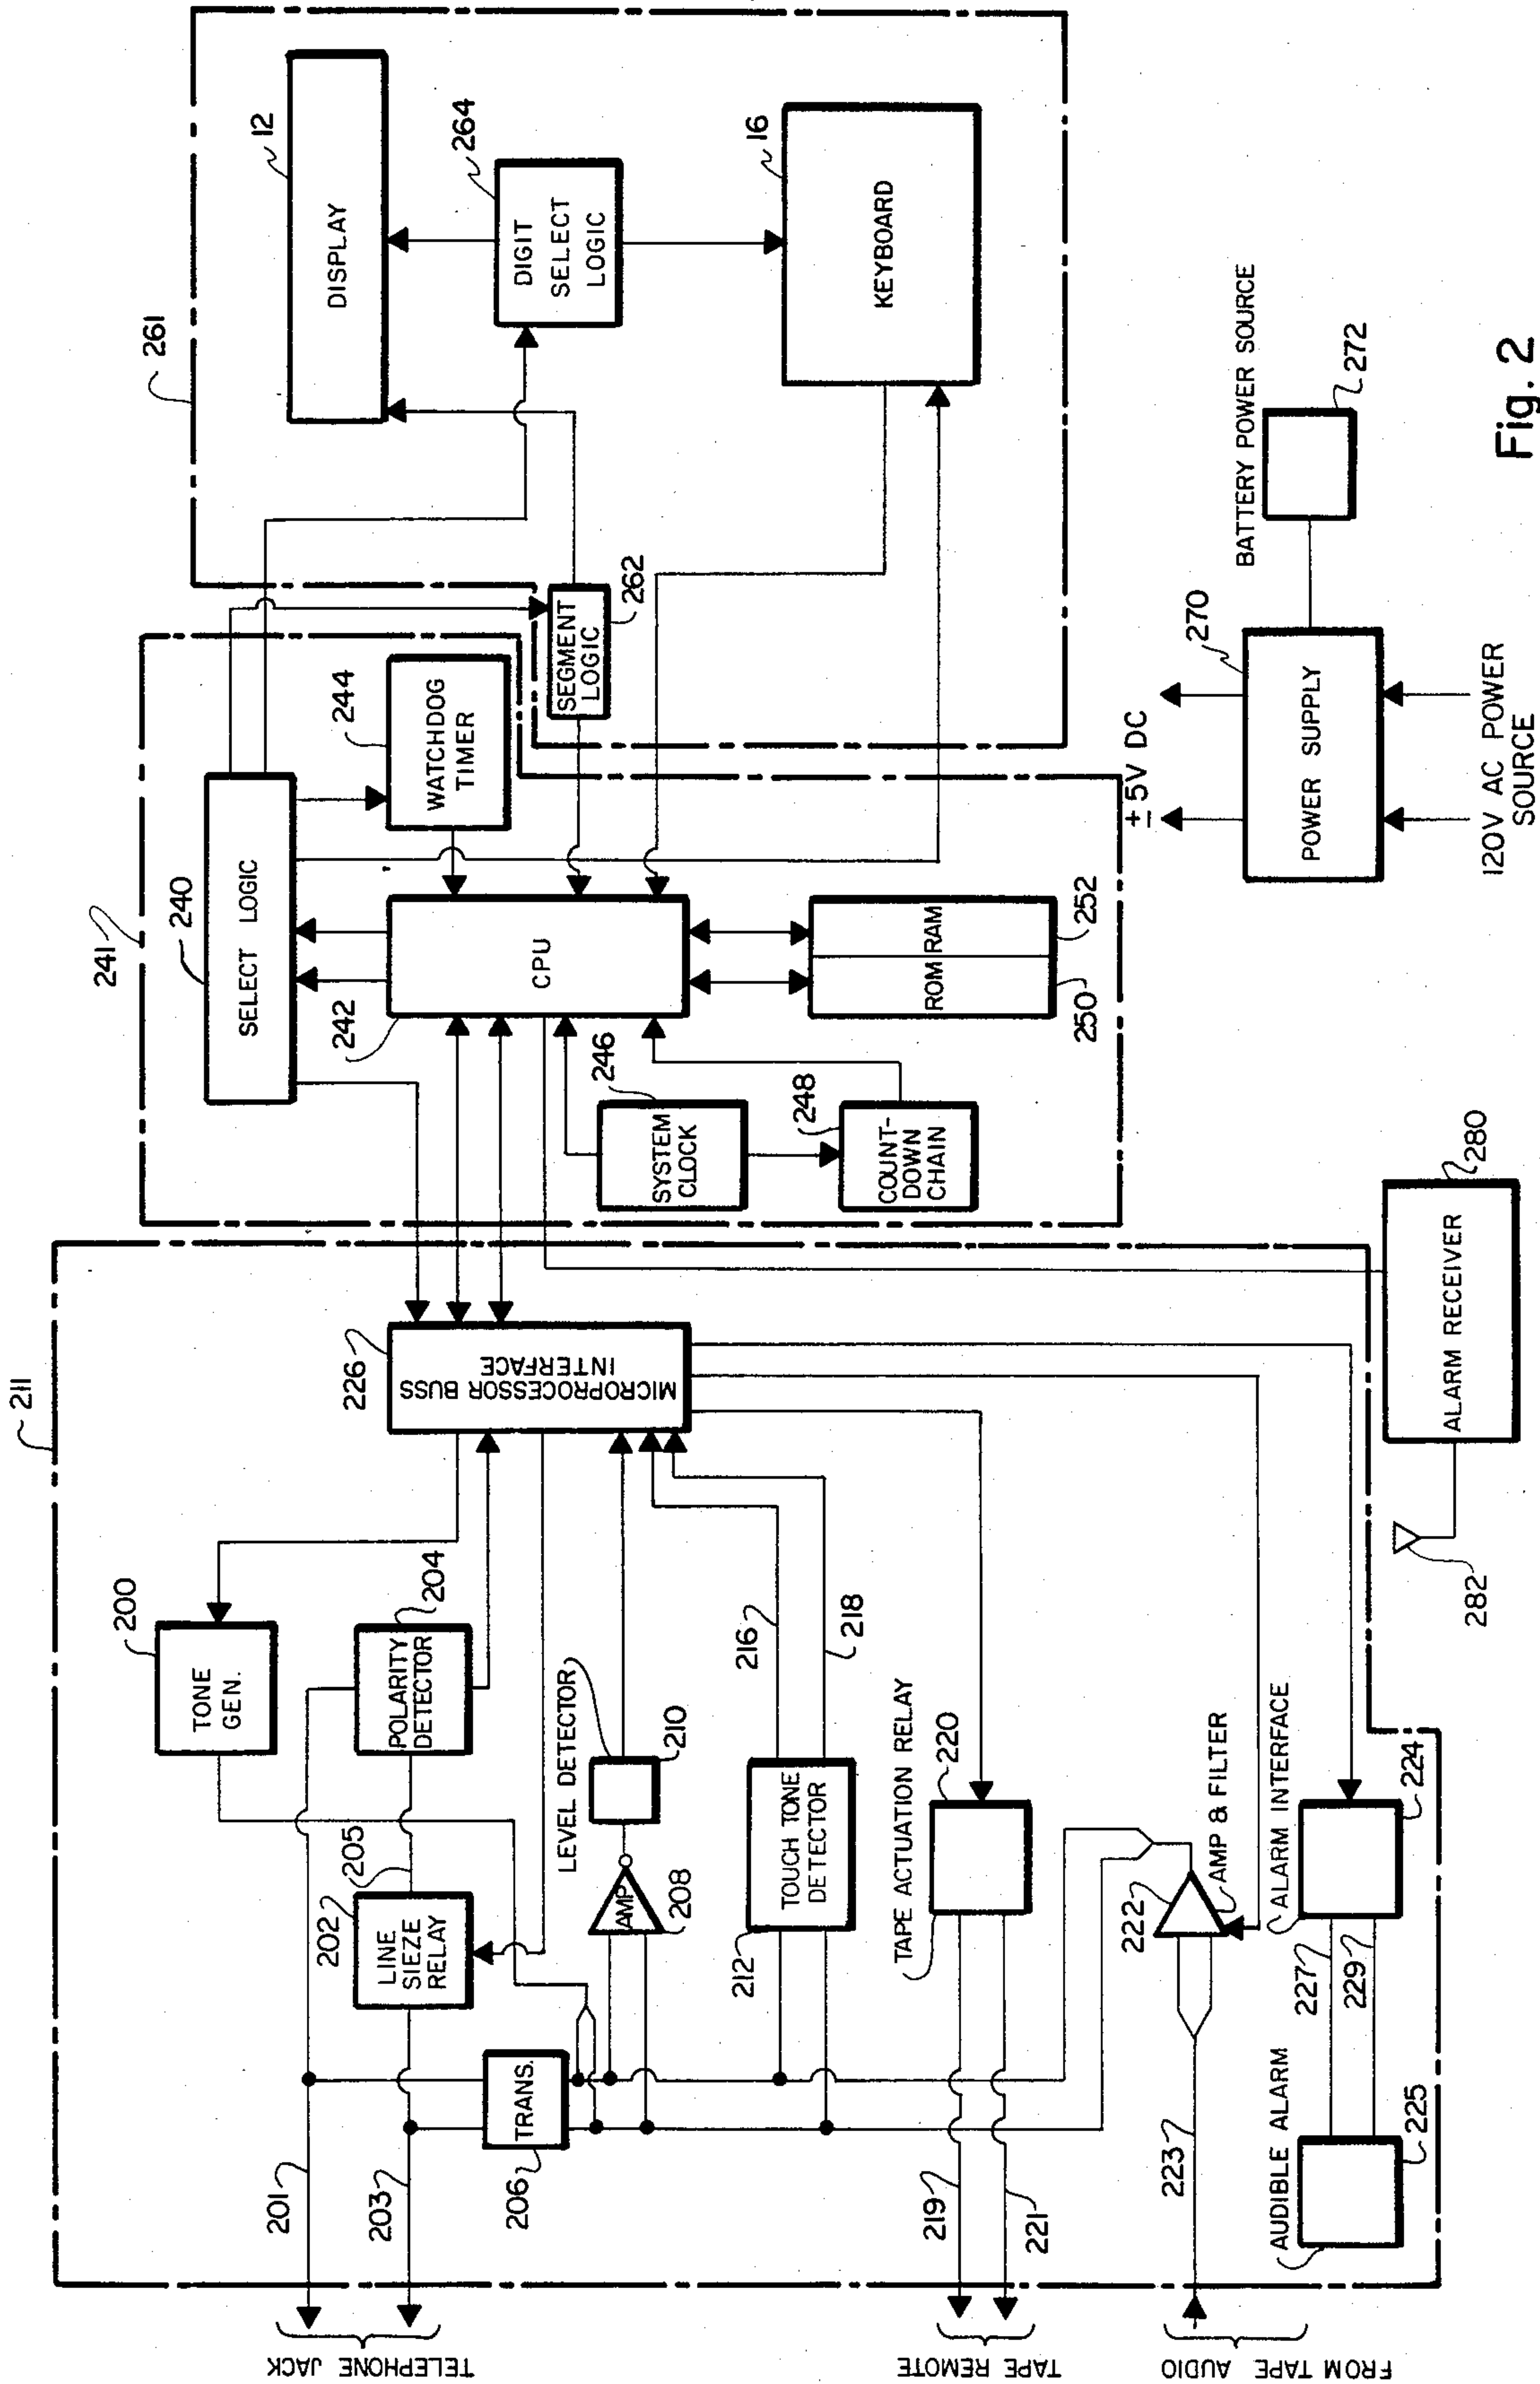 211
TELEPHONE JACK
201
203
TONE
GEN.
200
POLARITY
DETECTOR
204
205
LINE
SIEZE
RELAY
202
TRANS.
206
LEVEL DETECTOR
210
AMP
208
TOUCH TONE
DETECTOR
212
216
218
TAPE REMOTE
219
221
TAPE ACTUATION RELAY
220
FROM TAPE
AUDIO
223
222
AMP & FILTER
ALARM INTERFACE
224
227
229
AUDIBLE ALARM
225
MICROPROCESSOR BUSS
INTERFACE
226
ALARM RECEIVER
280
282
241
SELECT LOGIC
240
WATCHDOG
TIMER
244
CPU
242
SYSTEM
CLOCK
246
COUNT-
DOWN
CHAIN
248
ROM
RAM
250
252
261
DISPLAY
12
DIGIT
SELECT
LOGIC
264
SEGMENT
LOGIC
262
KEYBOARD
16
± 5V DC
270
POWER SUPPLY
120V AC POWER
SOURCE
BATTERY POWER SOURCE
272
Fig. 2